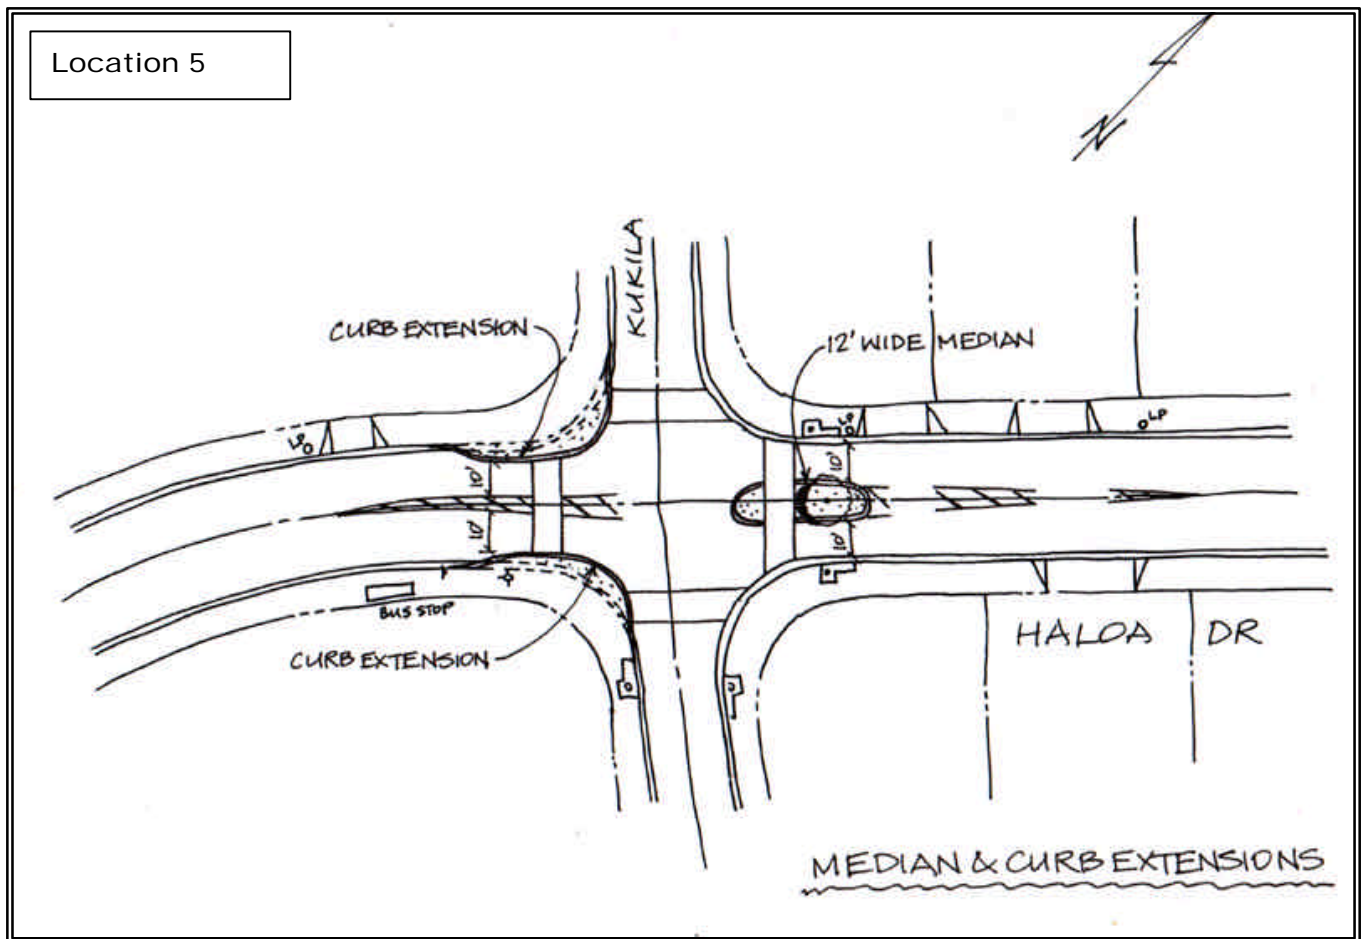 Location 5
N
KUKILA
CURB EXTENSION
12' WIDE MEDIAN
LP
LP
LP
10'
10'
10'
10'
BUS STOP
CURB EXTENSION
HALOA DR
MEDIAN & CURB EXTENSIONS